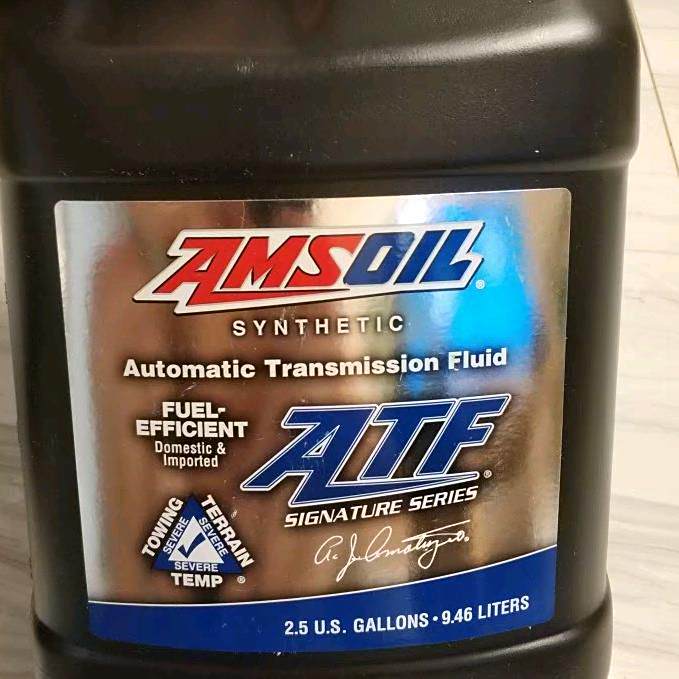 AMSOIL®
SYNTHETIC
Automatic Transmission Fluid
FUEL-
EFFICIENT
Domestic &
Imported
ATF®
SIGNATURE SERIES
TOWING
TERRAIN
TEMP®
SEVERE
SEVERE
SEVERE
2.5 U.S. GALLONS • 9.46 LITERS